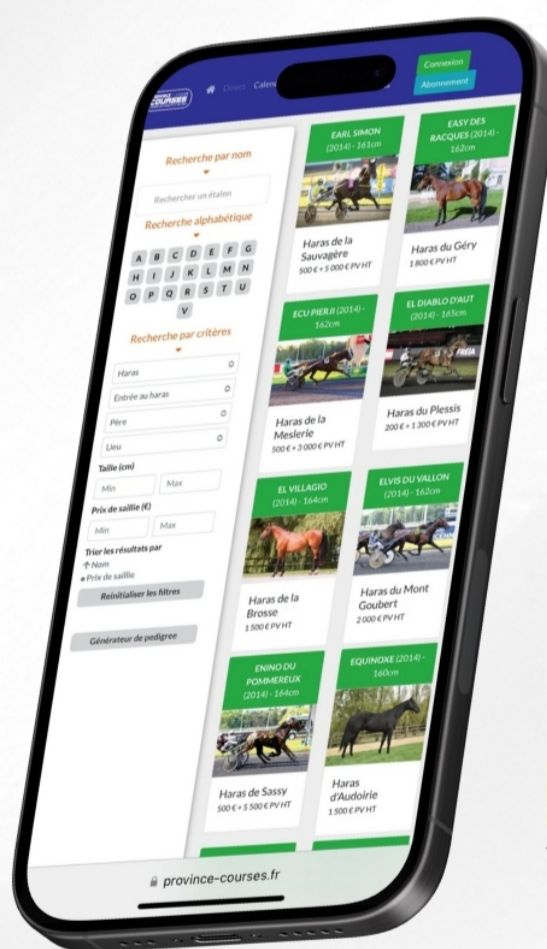 PROVINCE
COURSES
Direct
Connexion
Abonnement
Recherche par nom
Rechercher un étalon
Recherche alphabétique
A B C D E F G
H I J K L M N
O P Q R S T U
V
Recherche par critères
Haras
Entrée au haras
Père
Lieu
Taille (cm)
Min Max
Prix de saillie (€)
Min Max
Trier les résultats par
↑ Nom
Prix de saillie
Reinitialiser les filtres
Générateur de pedigree
EARL SIMON
(2014) - 161cm
Haras de la
Sauvagère
500 € + 5 000 € PV HT
EASY DES
RACQUES (2014) -
162cm
Haras du Géry
1 800 € PV HT
ECU PIERJI (2014) -
162cm
Haras de la
Meslerie
500 € + 3 000 € PV HT
EL DIABLO D'AUT
(2014) - 165cm
Haras du Plessis
200 € + 1 300 € PV HT
EL VILLAGIO
(2014) - 164cm
Haras de la
Brosse
1 500 € PV HT
ELVIS DU VALLON
(2014) - 162cm
Haras du Mont
Goubert
2 000 € PV HT
ENINO DU
POMMEREUX
(2014) - 164cm
Haras de Sassy
500 € + 5 500 € PV HT
EQUINOXE (2014) -
160cm
Haras
d'Audoirie
1 500 € PV HT
province-courses.fr